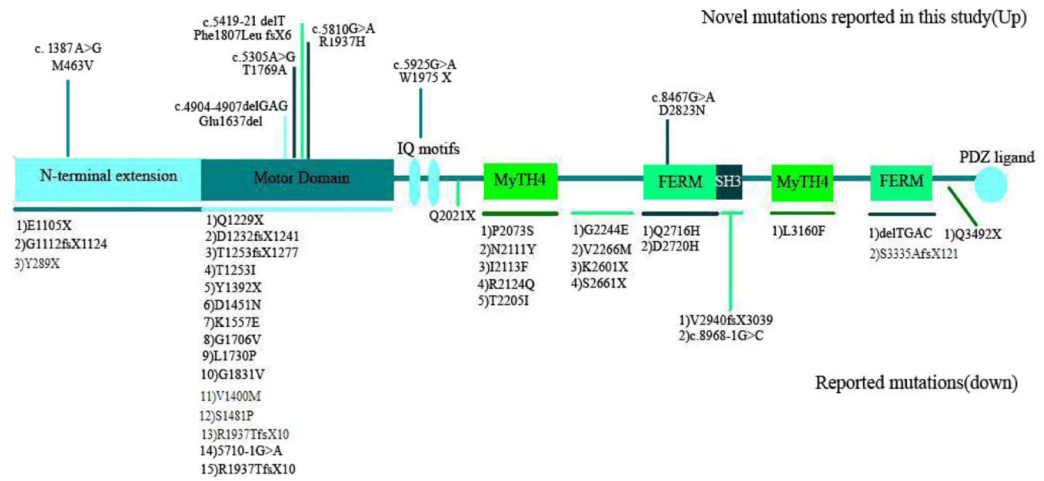 Novel mutations reported in this study(Up)
c. 1387A>G
M463V
c.4904-4907delGAG
Glu1637del
c.5305A>G
T1769A
c.5419-21 delT
Phe1807Leu fsX6
c.5810G>A
R1937H
c.5925G>A
W1975 X
c.8467G>A
D2823N
N-terminal extension
Motor Domain
IQ motifs
MyTH4
FERM
SH3
MyTH4
FERM
PDZ ligand
1)E1105X
2)G1112fsX1124
3)Y289X
1)Q1229X
2)D1232fsX1241
3)T1253fsX1277
4)T1253I
5)Y1392X
6)D1451N
7)K1557E
8)G1706V
9)L1730P
10)G1831V
11)V1400M
12)S1481P
13)R1937TfsX10
14)5710-1G>A
15)R1937TfsX10
Q2021X
1)P2073S
2)N2111Y
3)I2113F
4)R2124Q
5)T2205I
1)G2244E
2)V2266M
3)K2601X
4)S2661X
1)Q2716H
2)D2720H
1)V2940fsX3039
2)c.8968-1G>C
1)L3160F
1)delTGAC
2)S3335AfsX121
1)Q3492X
Reported mutations(down)